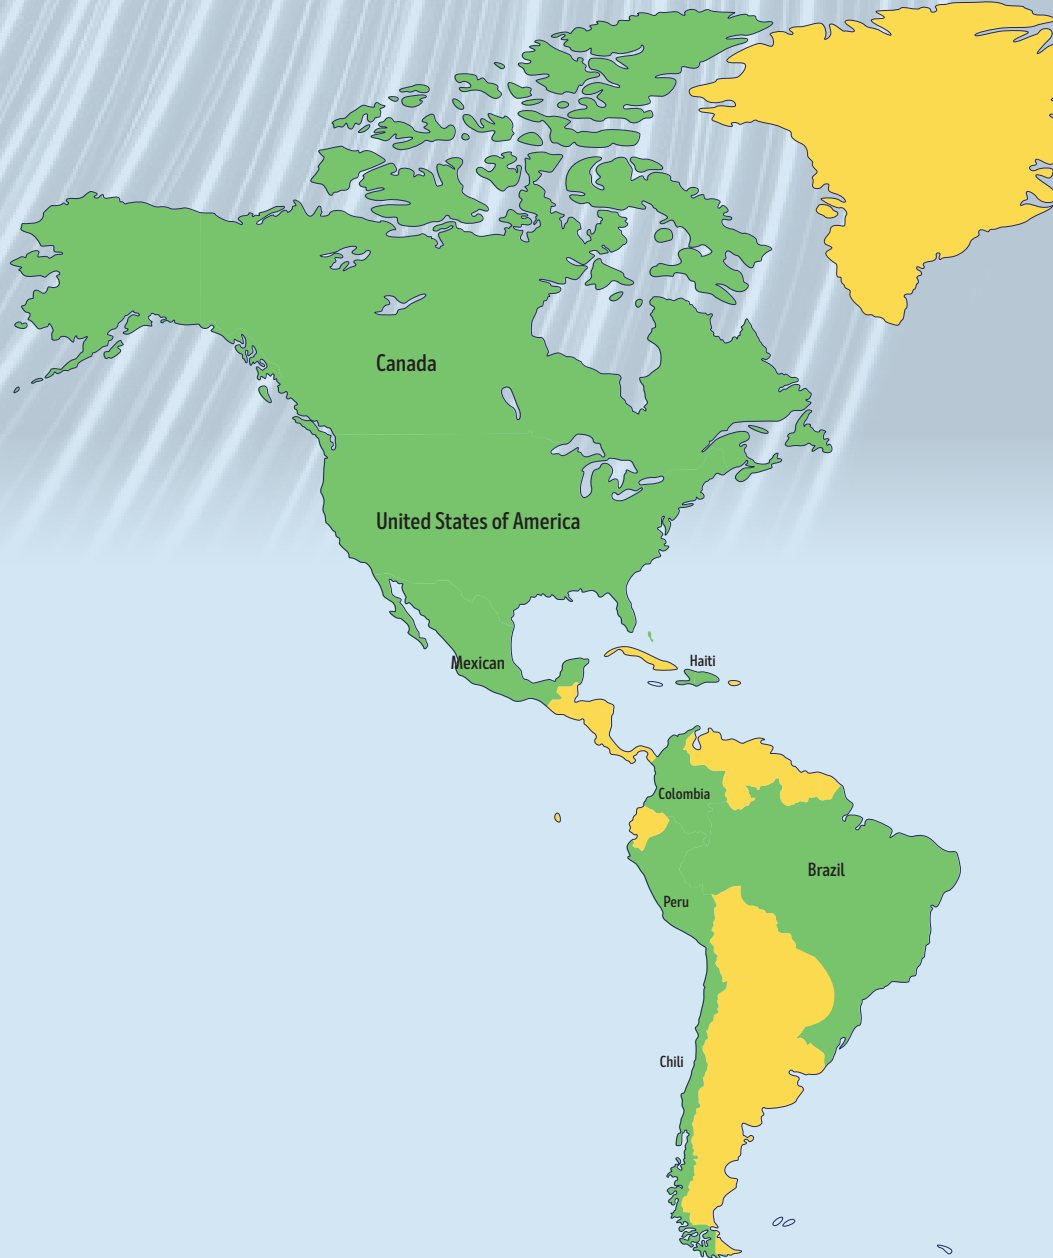 Canada
United States of America
Mexican
Haiti
Colombia
Brazil
Peru
Chili